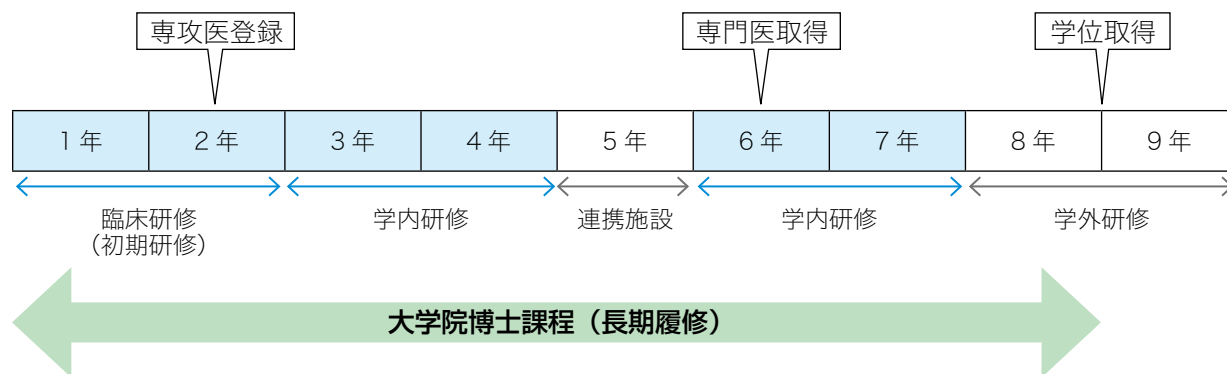 専攻医登録
専門医取得
学位取得
1年
2年
3年
4年
5年
6年
7年
8年
9年
臨床研修
（初期研修）
学内研修
連携施設
学内研修
学外研修
大学院博士課程（長期履修）